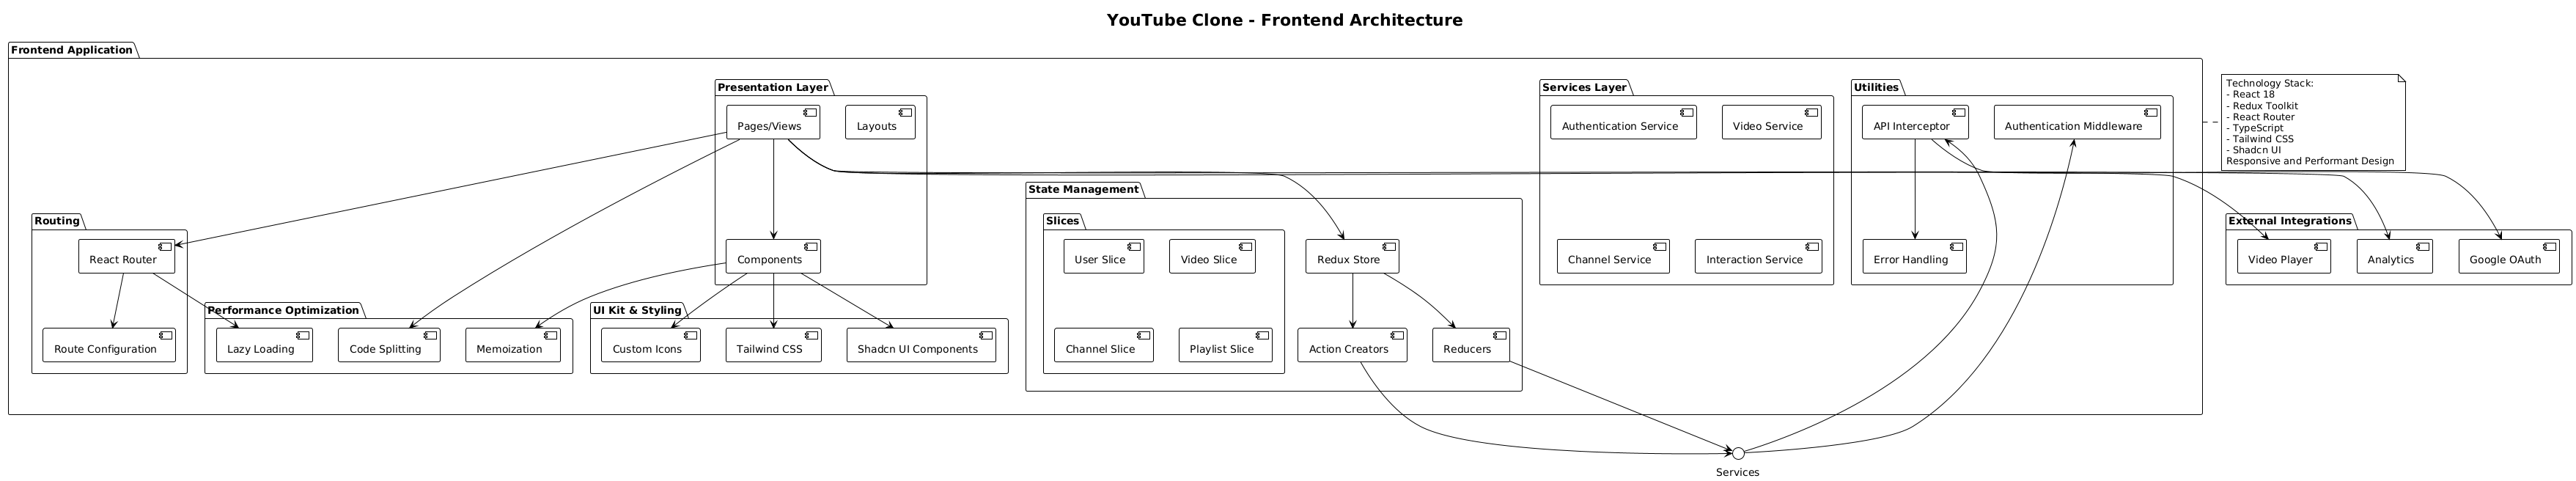 YouTube Clone - Frontend Architecture
Frontend Application
Presentation Layer
Pages/Views
Layouts
Components
Routing
React Router
Route Configuration
Performance Optimization
Lazy Loading
Code Splitting
Memoization
UI Kit & Styling
Custom Icons
Tailwind CSS
Shadcn UI Components
State Management
Slices
User Slice
Video Slice
Channel Slice
Playlist Slice
Redux Store
Action Creators
Reducers
Services Layer
Authentication Service
Video Service
Channel Service
Interaction Service
Utilities
API Interceptor
Authentication Middleware
Error Handling
Technology Stack:
- React 18
- Redux Toolkit
- React Router
- TypeScript
- Tailwind CSS
- Shadcn UI
Responsive and Performant Design
External Integrations
Video Player
Analytics
Google OAuth
Services